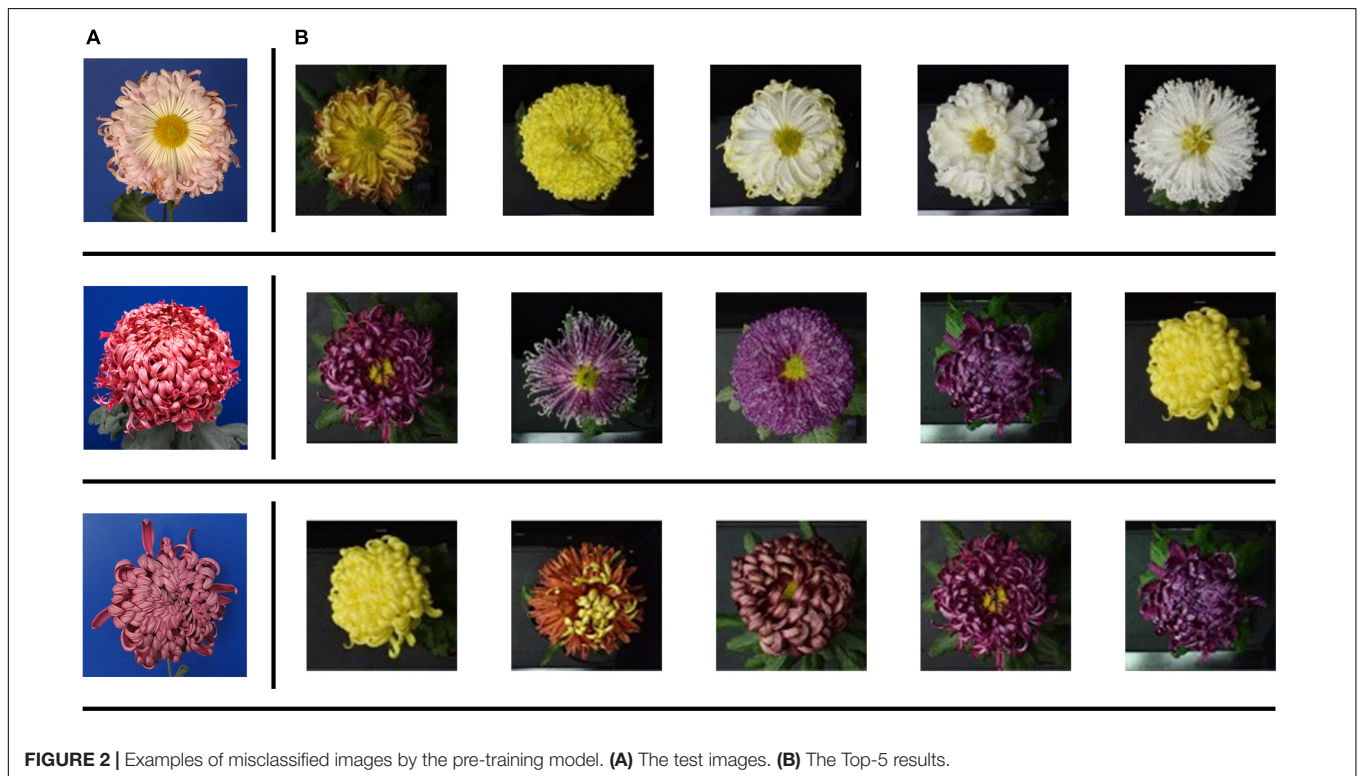 A
B
FIGURE 2 | Examples of misclassified images by the pre-training model. (A) The test images. (B) The Top-5 results.